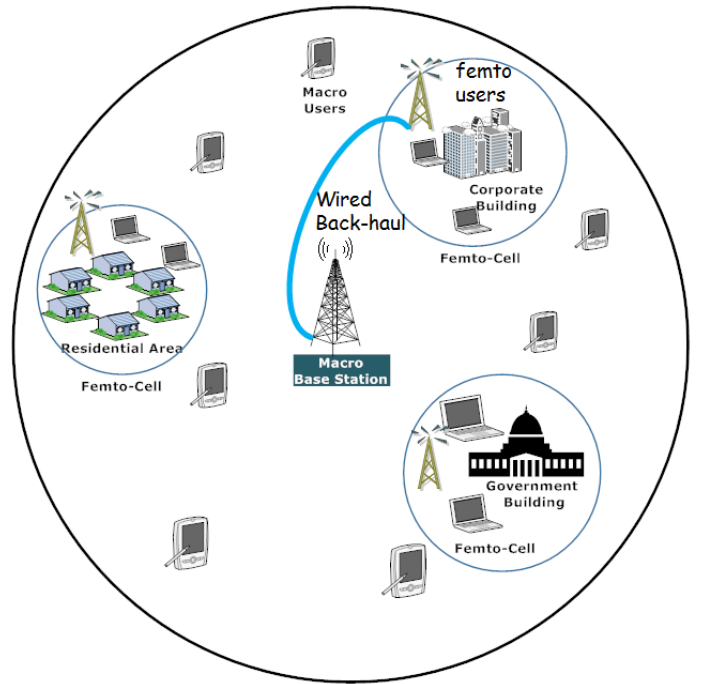 Macro
Users
femto
users
Corporate
Building
Femto-Cell
Wired
Back-haul
Residential Area
Femto-Cell
Macro
Base Station
Government
Building
Femto-Cell